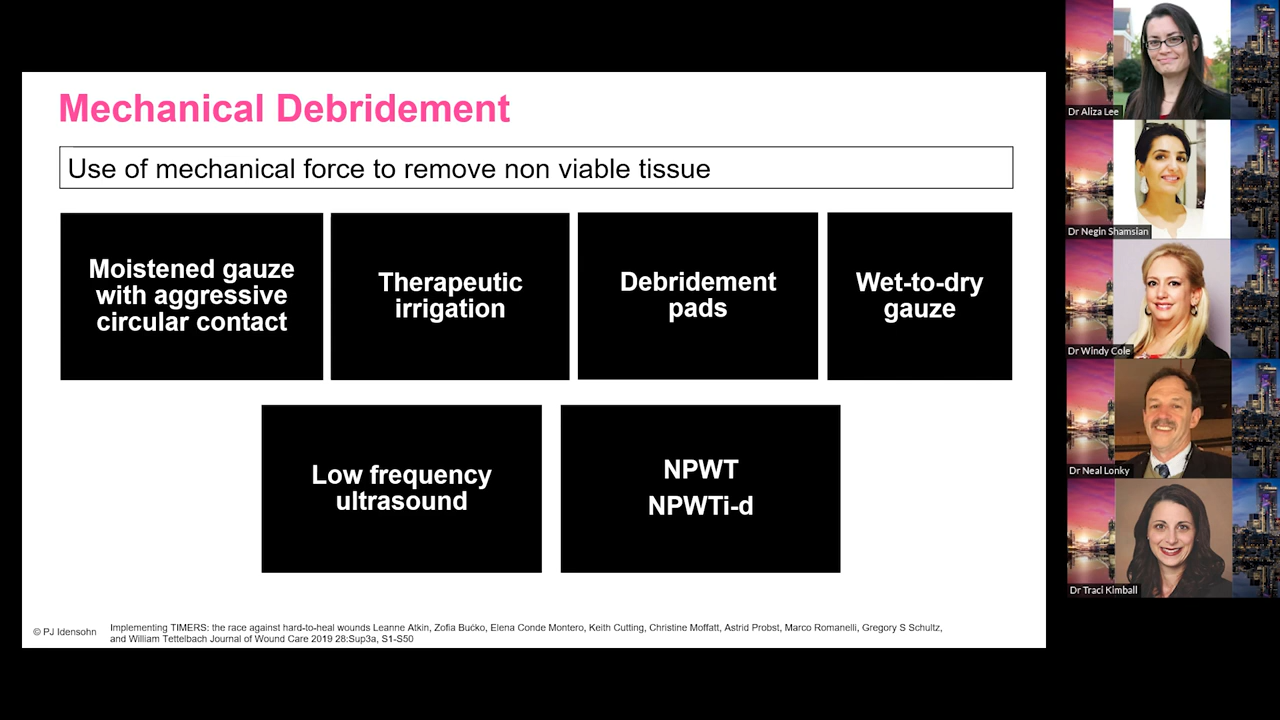 Mechanical Debridement
Use of mechanical force to remove non viable tissue
Moistened gauze
with aggressive
circular contact
Therapeutic
irrigation
Debridement
pads
Wet-to-dry
gauze
Low frequency
ultrasound
NPWT
NPWTi-d
© PJ Idensohn
Implementing TIMERS: the race against hard-to-heal wounds Leanne Atkin, Zofia Bućko, Elena Conde Montero, Keith Cutting, Christine Moffatt, Astrid Probst, Marco Romanelli, Gregory S Schultz,
and William Tettelbach Journal of Wound Care 2019 28:Sup3a, S1-S50
Dr Aliza Lee
Dr Negin Shamsian
Dr Windy Cole
Dr Neal Lonky
Dr Traci Kimball